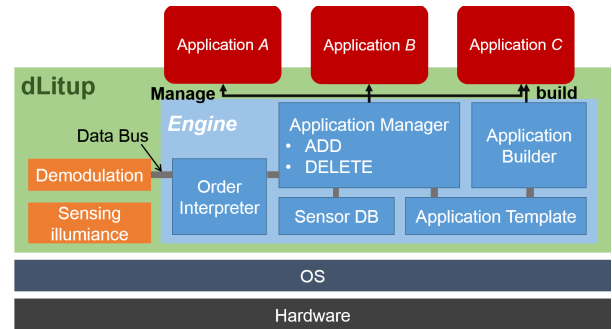 Application A
Application B
Application C
dLitup
Manage
build
Engine
Data Bus
Application Manager
• ADD
• DELETE
Application
Builder
Demodulation
Order
Interpreter
Sensing
illumiance
Sensor DB
Application Template
OS
Hardware